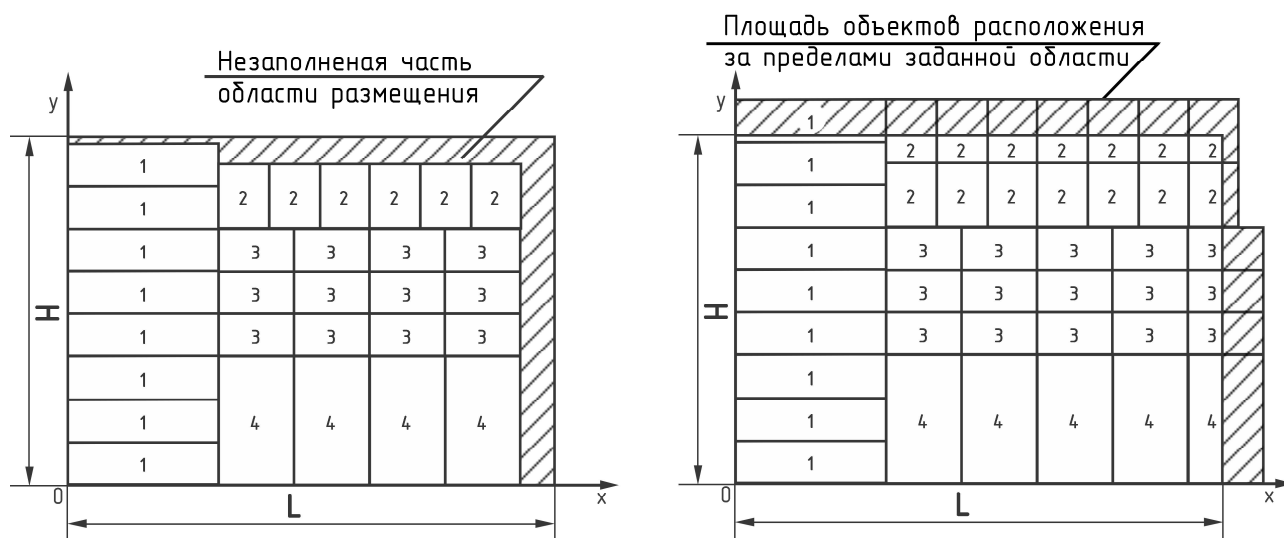 Незаполненая часть
области размещения
y
1
1
2 2 2 2 2 2
1
3 3 3 3
1
3 3 3 3
H
1
3 3 3 3
1
1
4 4 4 4
1
0
L
x
Площадь объектов расположения
за пределами заданной области
y
1
2 2 2 2 2 2 2
1
1
2 2 2 2 2 2 2
1
3 3 3 3 3
1
3 3 3 3 3
H
1
3 3 3 3 3
1
1
4 4 4 4 4
1
0
L
x